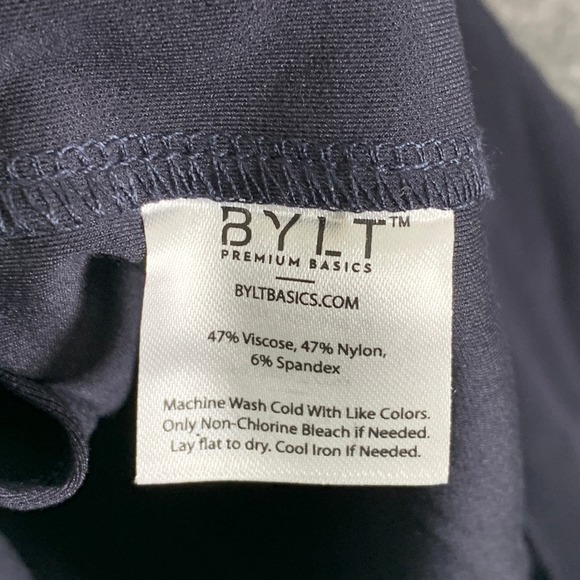 BYLT™
PREMIUM BASICS
BYLTBASICS.COM
47% Viscose, 47% Nylon,
6% Spandex
Machine Wash Cold With Like Colors.
Only Non-Chlorine Bleach if Needed.
Lay flat to dry. Cool Iron If Needed.